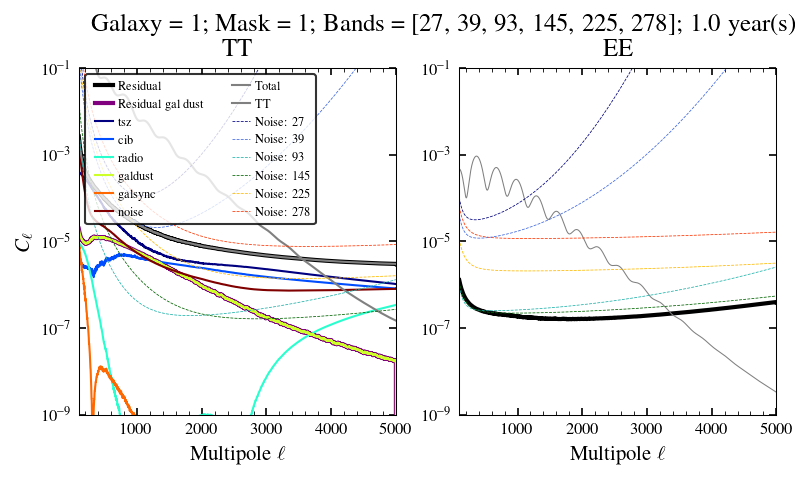 Galaxy = 1; Mask = 1; Bands = [27, 39, 93, 145, 225, 278]; 1.0 year(s)
TT
EE
Residual
Residual gal dust
tsz
cib
radio
galdust
galsync
noise
Total
TT
Noise: 27
Noise: 39
Noise: 93
Noise: 145
Noise: 225
Noise: 278
C_ℓ
10^{-1}
10^{-3}
10^{-5}
10^{-7}
10^{-9}
1000 2000 3000 4000 5000
Multipole ℓ
10^{-1}
10^{-3}
10^{-5}
10^{-7}
10^{-9}
1000 2000 3000 4000 5000
Multipole ℓ